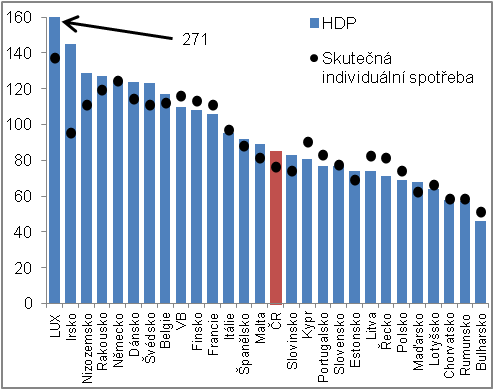 160
140
120
100
80
60
40
20
0
271
HDP
Skutečná
individuální spotřeba
LUX
Irsko
Nizozemsko
Rakousko
Německo
Dánsko
Švédsko
Belgie
VB
Finsko
Francie
Itálie
Španělsko
Malta
ČR
Slovinsko
Kypr
Portugalsko
Slovensko
Estonsko
Litva
Řecko
Polsko
Maďarsko
Lotyšsko
Chorvatsko
Rumunsko
Bulharsko